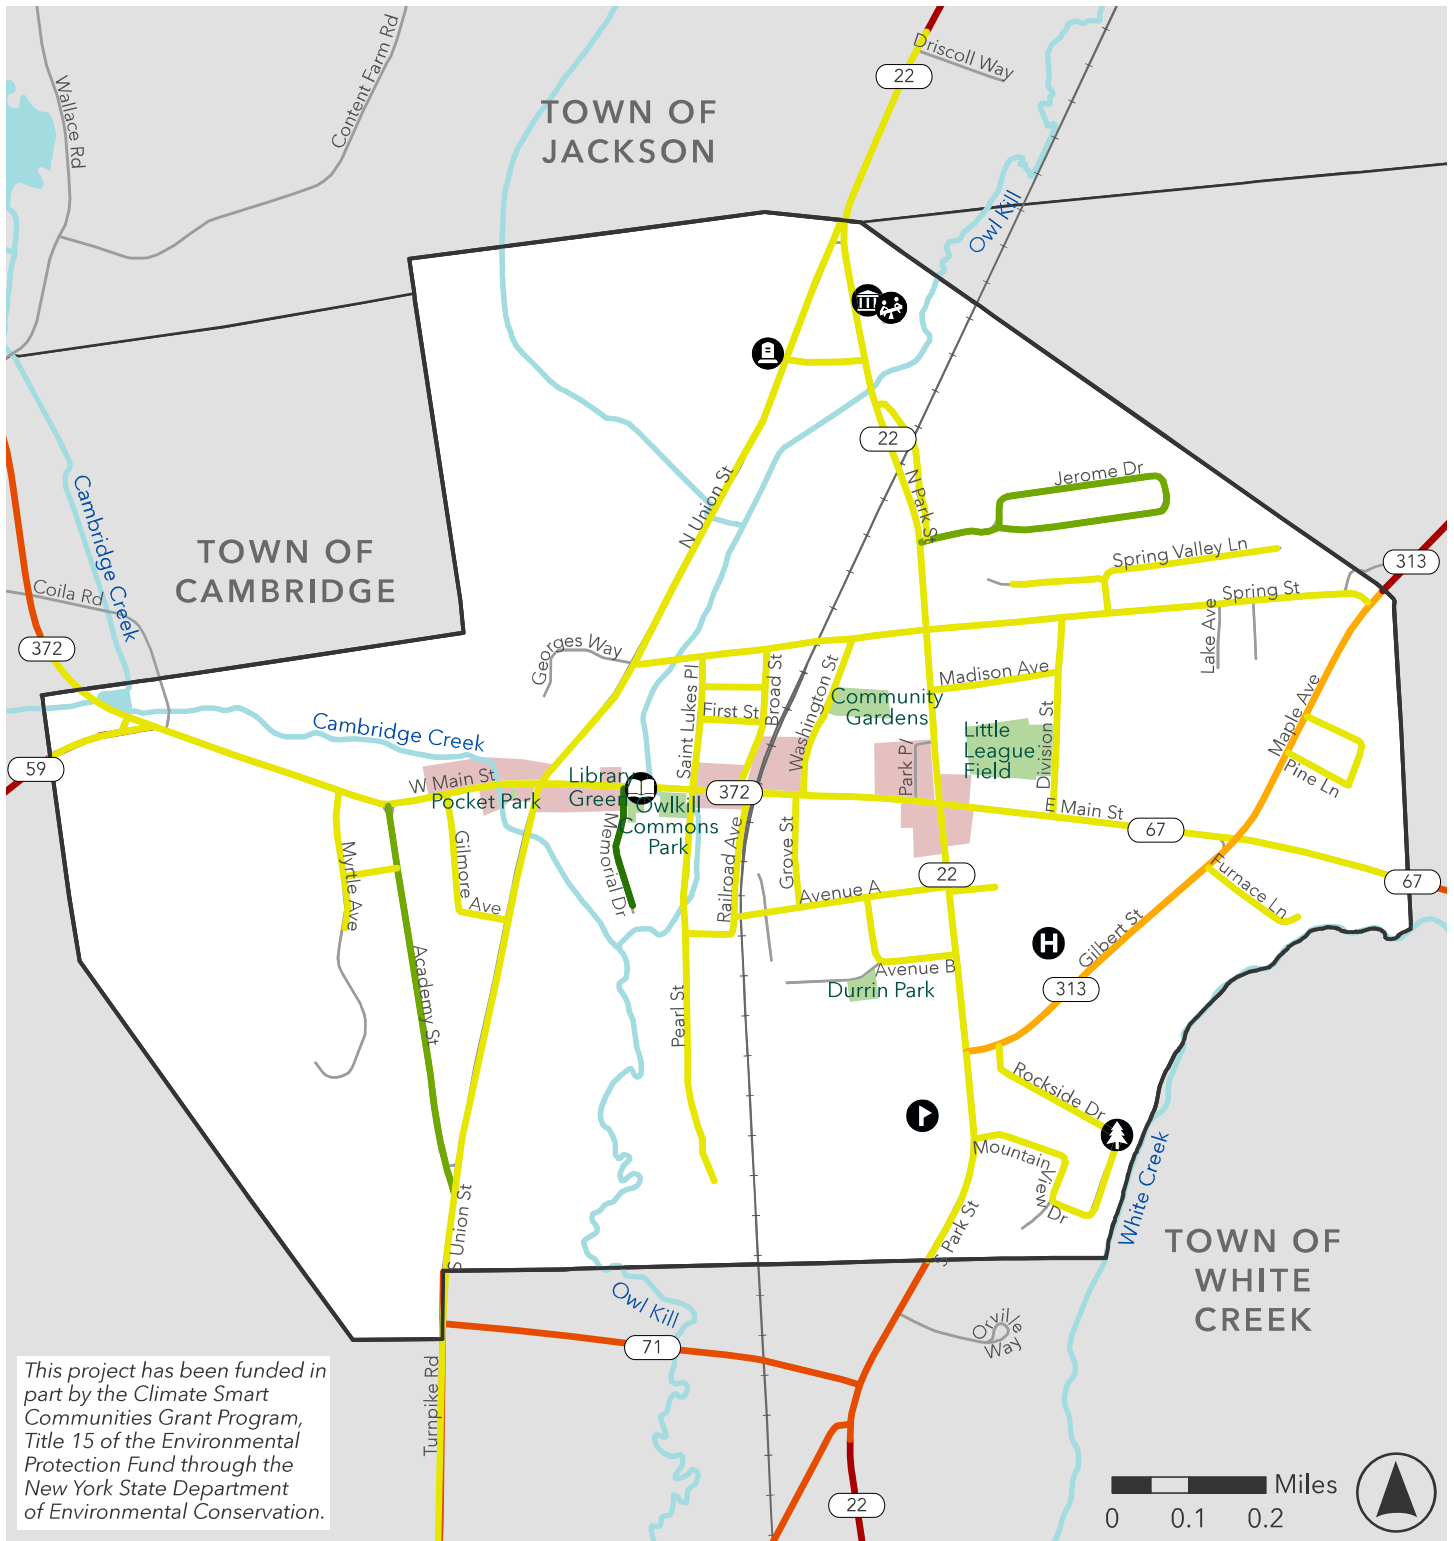 Driscoll Way
22
Content Farm Rd
Wallace Rd
TOWN OF
JACKSON
Owl Kill
22
N Union St
N Park St
Jerome Dr
Cambridge Creek
TOWN OF
CAMBRIDGE
Coila Rd
372
Spring Valley Ln
313
Spring St
Lake Ave
Georges Way
Saint Lukes Pl
First St
Broad St
Washington St
Madison Ave
Community
Gardens
Little
League
Field
Division St
Maple Ave
Pine Ln
Cambridge Creek
59
W Main St
Pocket Park
Library
Green
Owlkill
Commons
Park
372
Park Pl
E Main St
67
67
Myrtle Ave
Gilmore
Ave
Memorial Dr
Railroad Ave
Grove St
Avenue A
22
Furnace Ln
Academy St
Pearl St
Avenue B
Durrin Park
H
Gilbert St
313
Rockside Dr
Mountain
View
Dr
White Creek
S Union St
S Park St
TOWN OF
WHITE
CREEK
Owl Kill
71
Orville
Way
Turnpike Rd
22
This project has been funded in
part by the Climate Smart
Communities Grant Program,
Title 15 of the Environmental
Protection Fund through the
New York State Department
of Environmental Conservation.
Miles
0 0.1 0.2